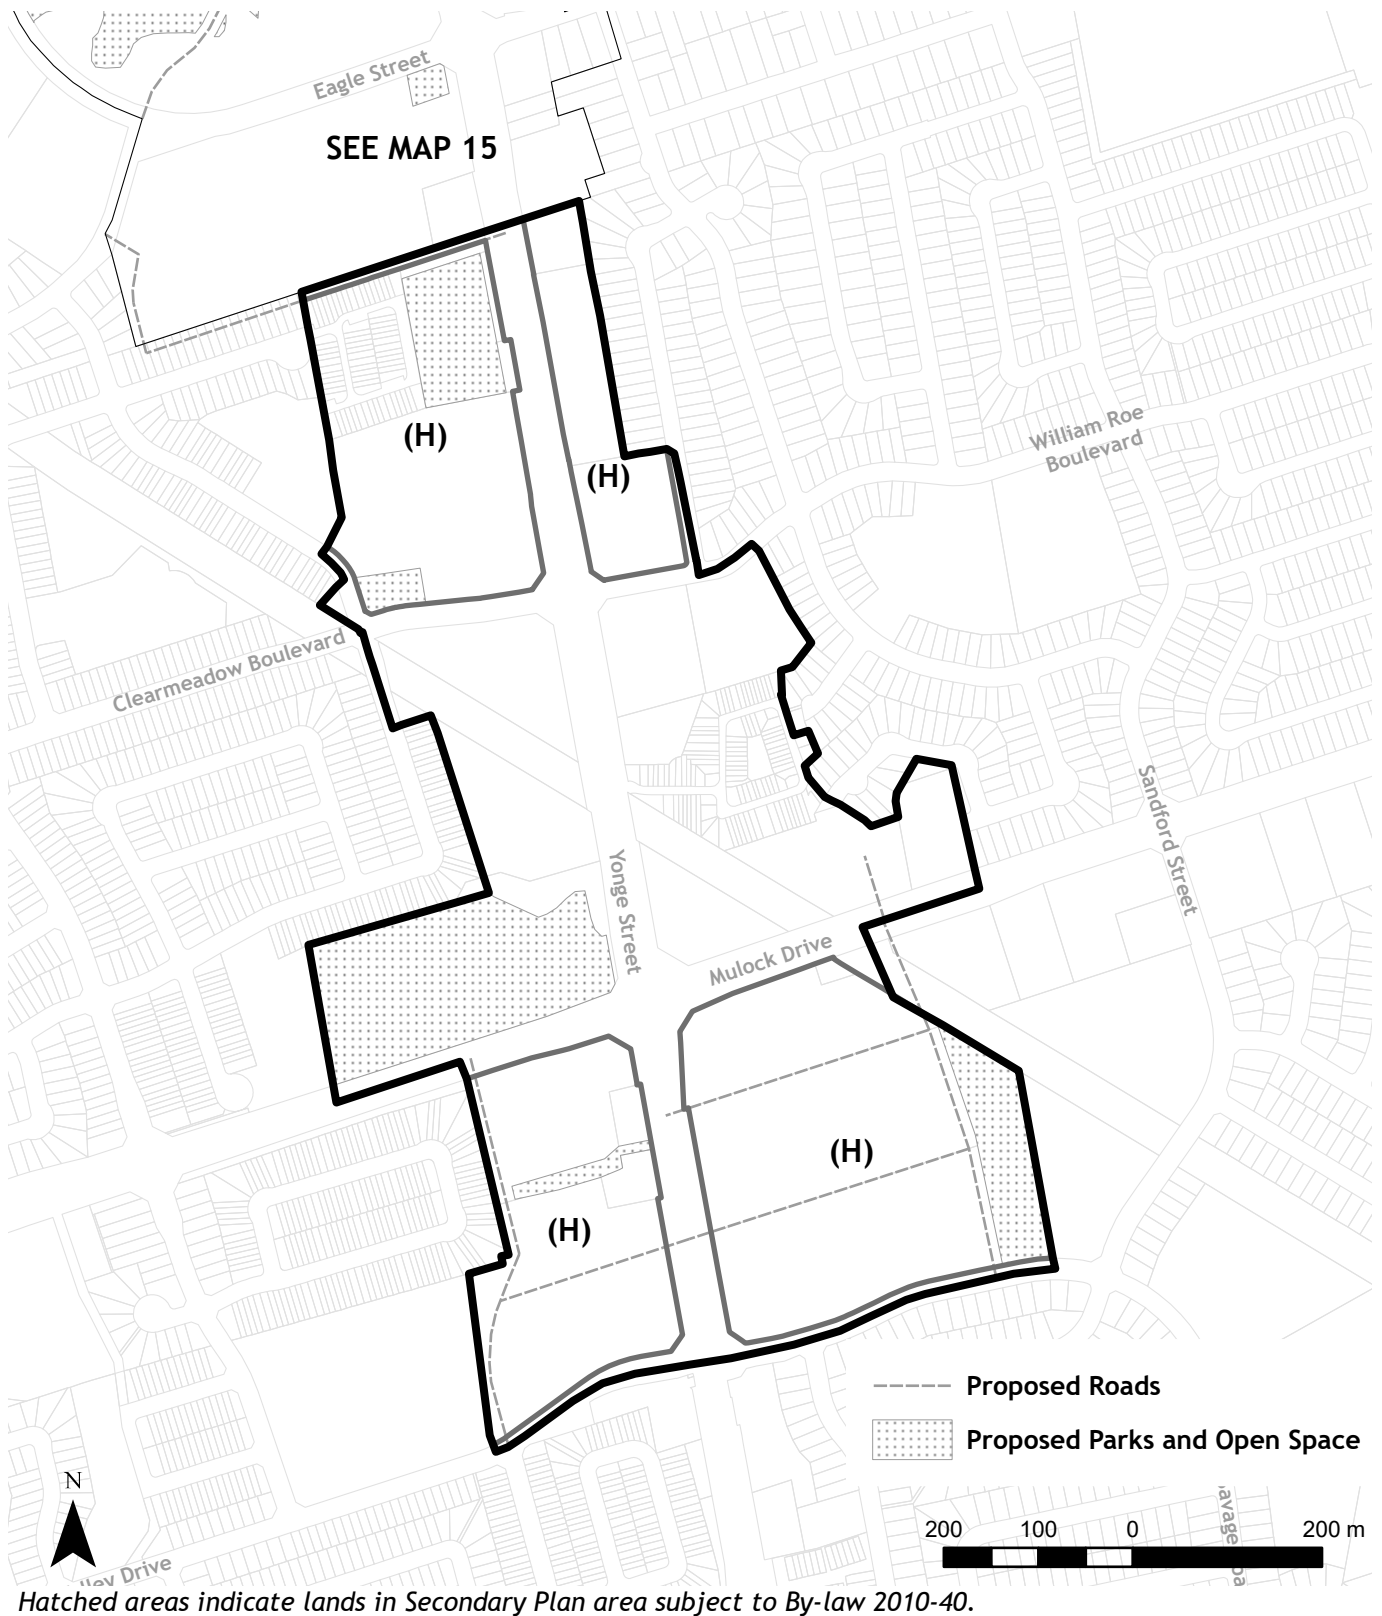 Eagle Street
SEE MAP 15
William Roe
Boulevard
(H)
(H)
Clearmeadow Boulevard
Sandford Street
Yonge Street
Mulock Drive
(H)
(H)
Proposed Roads
Proposed Parks and Open Space
N
200 100 0 200 m
Drive
Hatched areas indicate lands in Secondary Plan area subject to By-law 2010-40.